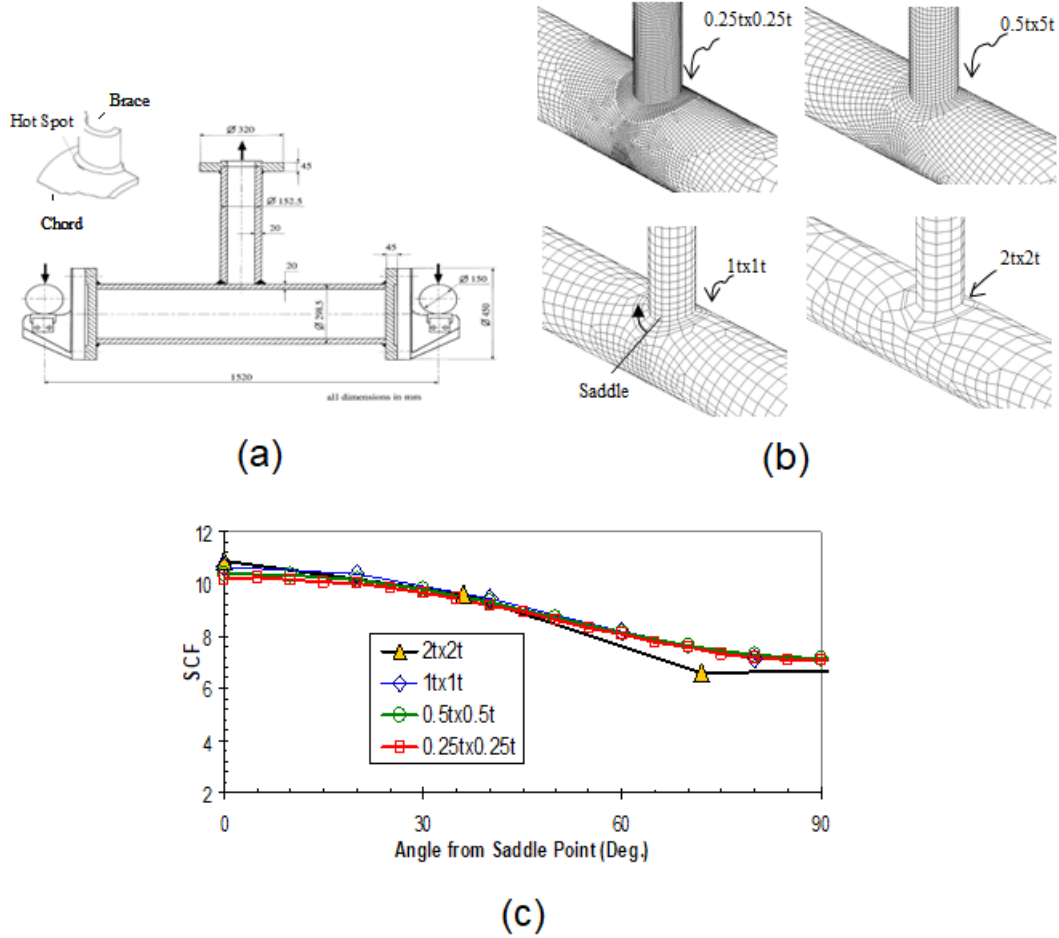 Brace
Hot Spot
Chord
Ø 320
45
Ø 152.5
20
20
45
Ø 150
Ø 298.5
Ø 450
1520
all dimensions in mm
(a)
0.25tx0.25t
0.5tx5t
1tx1t
2tx2t
Saddle
(b)
12
10
8
6
4
2
SCF
2tx2t
1tx1t
0.5tx0.5t
0.25tx0.25t
0 30 60 90
Angle from Saddle Point (Deg.)
(c)